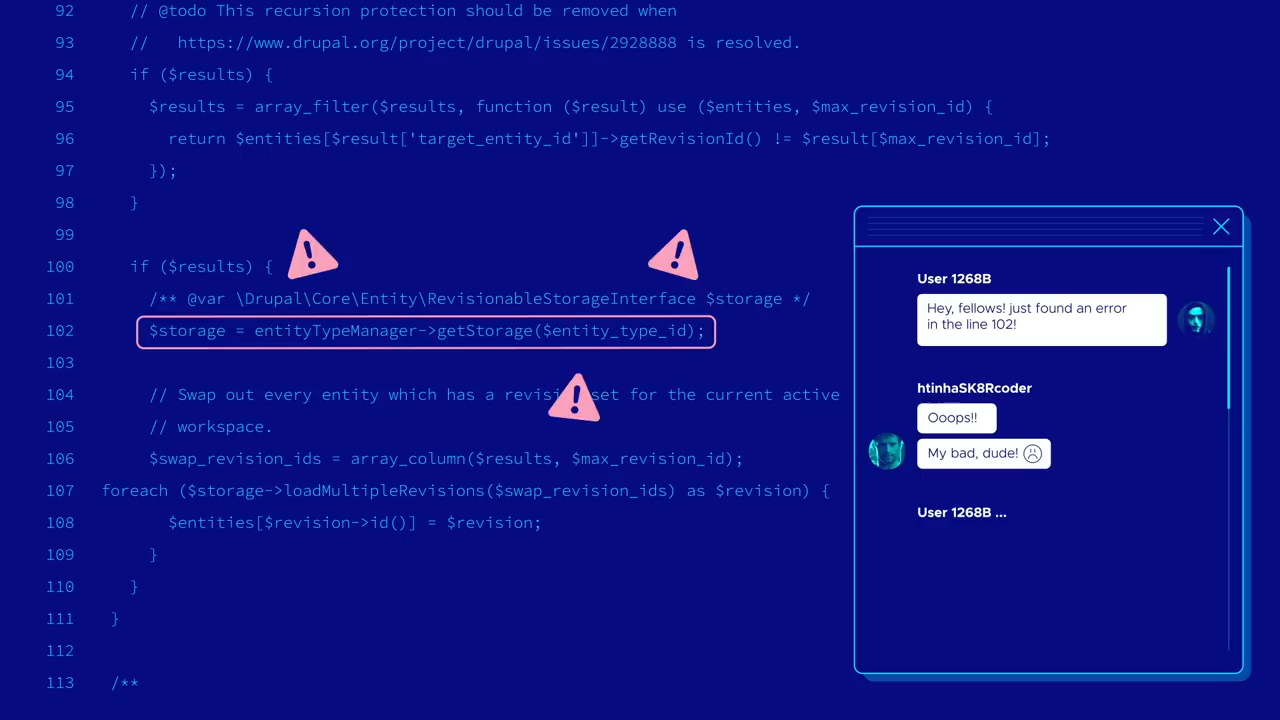 92 // @todo This recursion protection should be removed when
93 //   https://www.drupal.org/project/drupal/issues/2928888 is resolved.
94 if ($results) {
95 $results = array_filter($results, function ($result) use ($entities, $max_revision_id) {
96 return $entities[$result['target_entity_id']]->getRevisionId() != $result[$max_revision_id];
97 });
98 }
99
100 if ($results) {
101 /** @var \Drupal\Core\Entity\RevisionableStorageInterface $storage */
102 $storage = entityTypeManager->getStorage($entity_type_id);
103
104 // Swap out every entity which has a set for the current active
105 // workspace.
106 $swap_revision_ids = array_column($results, $max_revision_id);
107 foreach ($storage->loadMultipleRevisions($swap_revision_ids) as $revision) {
108 $entities[$revision->id()] = $revision;
109 }
110 }
111 }
112
113 /**
User 1268B
Hey, fellows! just found an error
in the line 102!
htinhaSK8Rcoder
Ooops!!
My bad, dude!
User 1268B ...